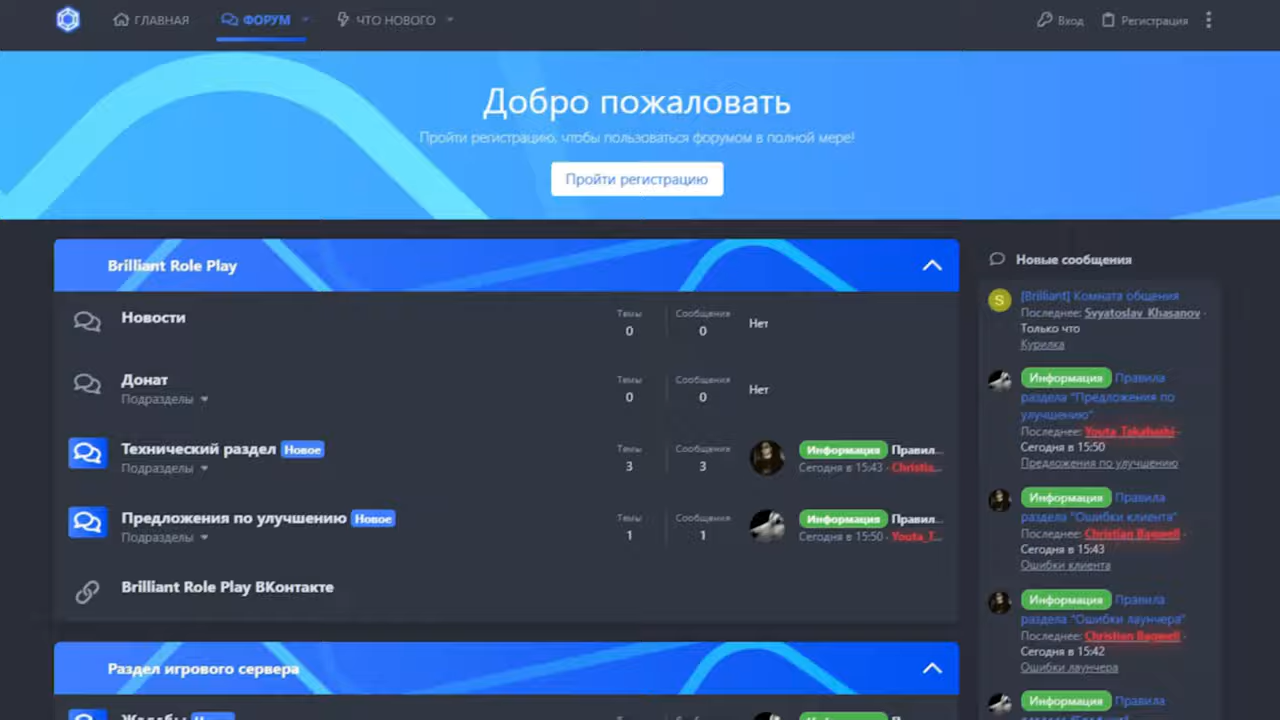 ГЛАВНАЯ ФОРУМ ЧТО НОВОГО Вход Регистрация
Добро пожаловать
Пройти регистрацию, чтобы пользоваться форумом в полной мере!
Пройти регистрацию
Brilliant Role Play
Новости
Темы
0
Сообщения
0
Нет
Донат
Подразделы
Темы
0
Сообщения
0
Нет
Технический раздел Новое
Подразделы
Темы
3
Сообщения
3
Информация Правил...
Сегодня в 15:43 · Christia...
Предложения по улучшению Новое
Подразделы
Темы
1
Сообщения
1
Информация Правил...
Сегодня в 15:50 · Youta_T...
Brilliant Role Play ВКонтакте
Раздел игрового сервера
Жалобы
Новые сообщения
S
[Brilliant] Комната общения
Последнее: Svyatoslav_Khasanov ·
Только что
Курилка
Информация Правила
раздела "Предложения по
улучшению"
Последнее: Youta_Takahashi ·
Сегодня в 15:50
Предложения по улучшению
Информация Правила
раздела "Ошибки клиента"
Последнее: Christian Bagwell ·
Сегодня в 15:43
Ошибки клиента
Информация Правила
раздела "Ошибки лаунчера"
Последнее: Christian Bagwell ·
Сегодня в 15:42
Ошибки лаунчера
Информация Правила